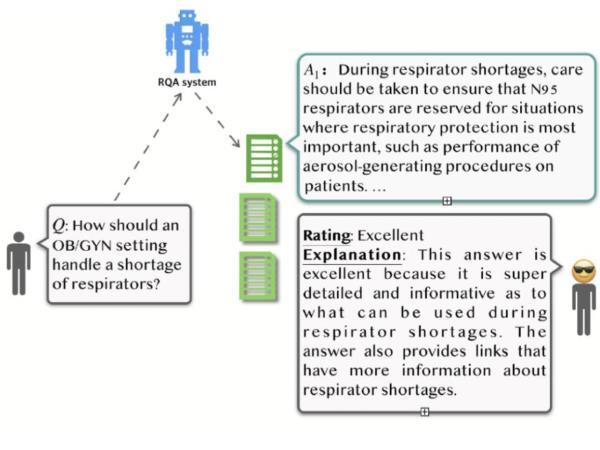 RQA system
A1: During respirator shortages, care
should be taken to ensure that N95
respirators are reserved for situations
where respiratory protection is most
important, such as performance of
aerosol-generating procedures on
patients. ...
Q: How should an
OB/GYN setting
handle a shortage
of respirators?
Rating: Excellent
Explanation: This answer is
excellent because it is super
detailed and informative as to
what can be used during
respirator shortages. The
answer also provides links that
have more information about
respirator shortages.